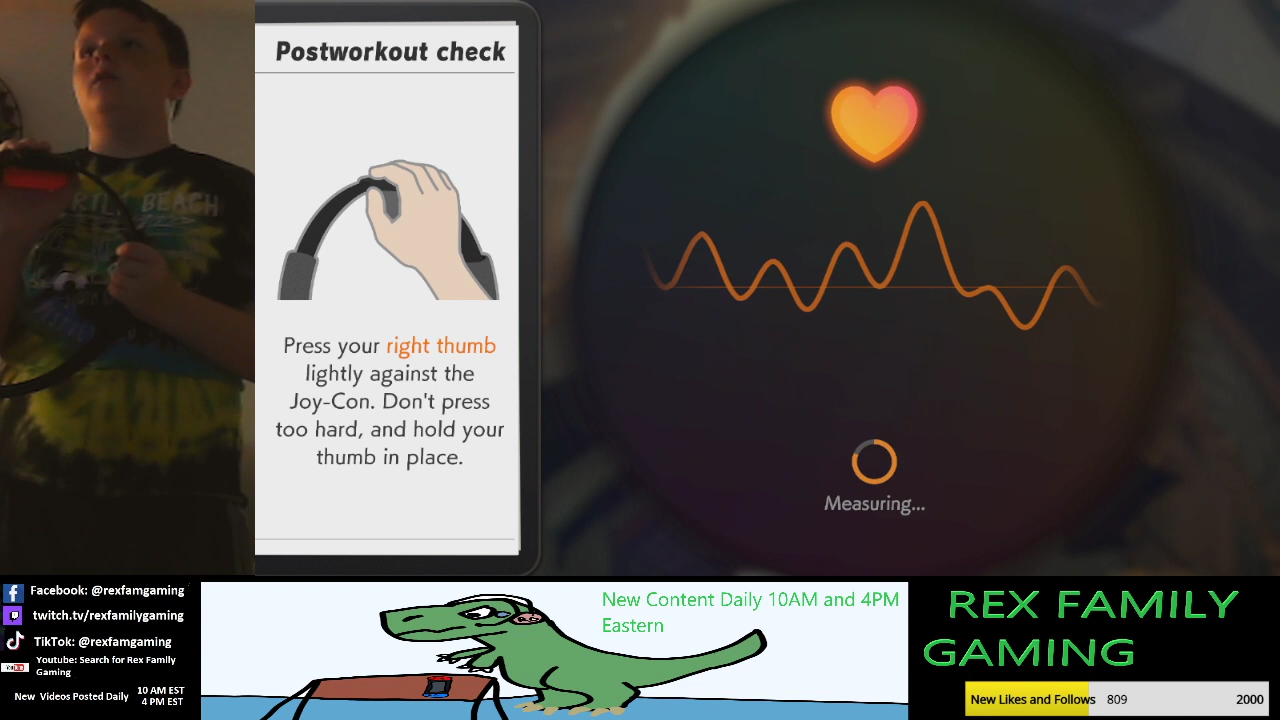 Postworkout check
Press your right thumb
lightly against the
Joy-Con. Don't press
too hard, and hold your
thumb in place.
Measuring...
BEACH
Facebook: @rexfamgaming
twitch.tv/rexfamilygaming
TikTok: @rexfamgaming
Youtube: Search for Rex Family
Gaming
New Videos Posted Daily
10 AM EST
4 PM EST
New Content Daily 10AM and 4PM
Eastern
REX FAMILY
GAMING
New Likes and Follows 809 2000